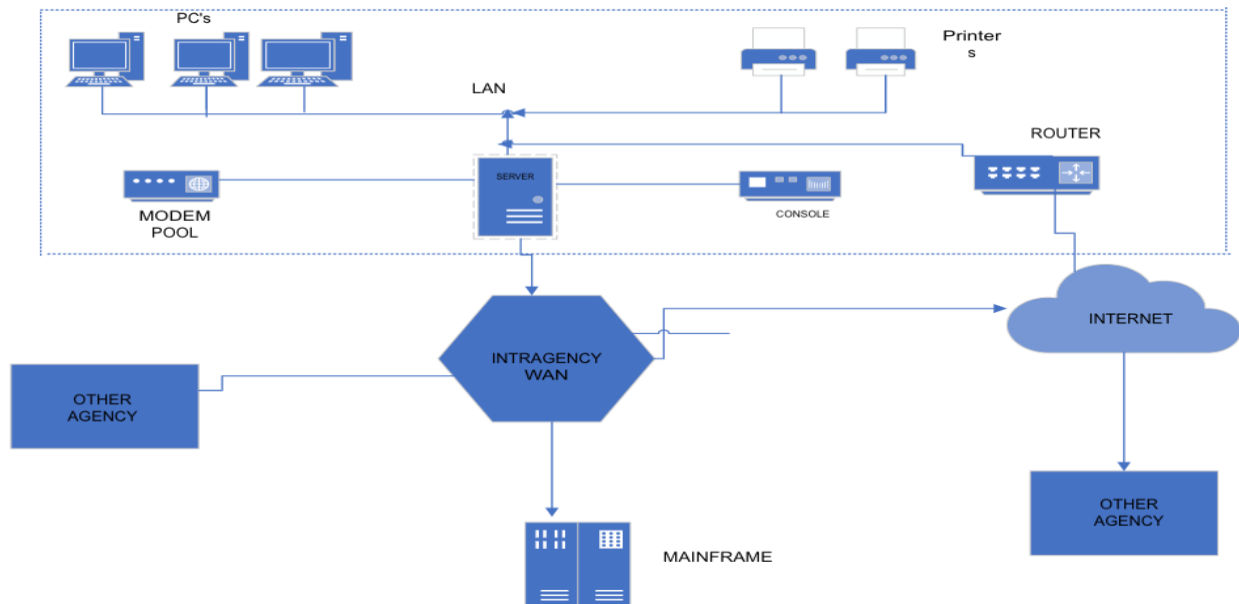 PC's
Printer
s
LAN
ROUTER
SERVER
MODEM
POOL
CONSOLE
INTRAGENCY
WAN
INTERNET
OTHER
AGENCY
OTHER
AGENCY
MAINFRAME